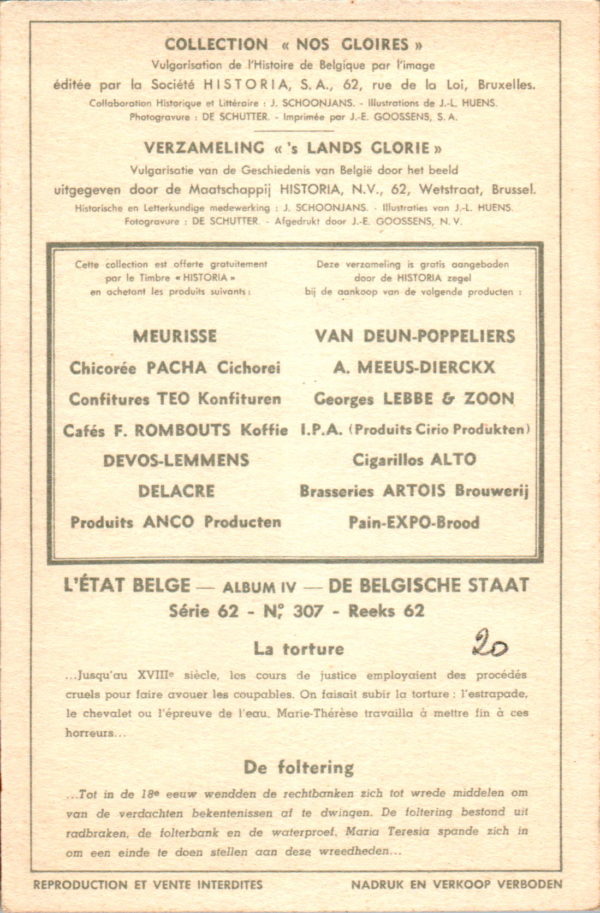 COLLECTION « NOS GLOIRES »
Vulgarisation de l'Histoire de Belgique par l'image
éditée par la Société HISTORIA, S.A., 62, rue de la Loi, Bruxelles.
Collaboration Historique et Littéraire : J. SCHOONJANS. - Illustrations de J.-L. HUENS.
Photogravure : DE SCHUTTER. - Imprimée par J.-E. GOOSSENS, S. A.
VERZAMELING « 's LANDS GLORIE »
Vulgarisatie van de Geschiedenis van België door het beeld
uitgegeven door de Maatschappij HISTORIA, N.V., 62, Wetstraat, Brussel.
Historische en Letterkundige medewerking : J. SCHOONJANS. - Illustraties van J.-L. HUENS.
Fotogravure : DE SCHUTTER. - Afgedrukt door J.-E. GOOSSENS, N. V.
Cette collection est offerte gratuitement
par le Timbre « HISTORIA »
en achetant les produits suivants :
MEURISSE
Chicorée PACHA Cichorei
Confitures TEO Konfituren
Cafés F. ROMBOUTS Koffie
DEVOS-LEMMENS
DELACRE
Produits ANCO Producten
Deze verzameling is gratis aangeboden
door de HISTORIA zegel
bij de aankoop van de volgende producten :
VAN DEUN-POPPELIERS
A. MEEUS-DIERCKX
Georges LEBBE & ZOON
I.P.A. (Produits Cirio Produkten)
Cigarillos ALTO
Brasseries ARTOIS Brouwerij
Pain-EXPO-Brood
L'ÉTAT BELGE — ALBUM IV — DE BELGISCHE STAAT
Série 62 - N° 307 - Reeks 62
La torture
20
...Jusqu'au XVIIIe siècle, les cours de justice employaient des procédés
cruels pour faire avouer les coupables. On faisait subir la torture : l'estrapade,
le chevalet ou l'épreuve de l'eau. Marie-Thérèse travailla à mettre fin à ces
horreurs...
De foltering
...Tot in de 18e eeuw wendden de rechtbanken zich tot wrede middelen om
van de verdachten bekentenissen af te dwingen. De foltering bestond uit
radbraken, de folterbank en de waterproef. Maria Teresia spande zich in
om een einde te doen stellen aan deze wreedheden...
REPRODUCTION ET VENTE INTERDITES
NADRUK EN VERKOOP VERBODEN